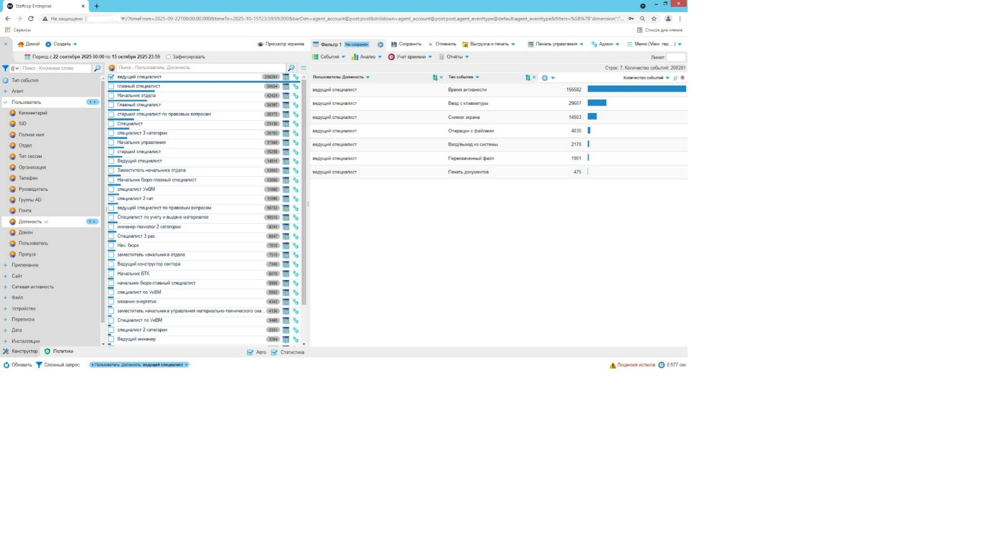 Staffcop Enterprise
Не защищено
/#!/?timeFrom=2025-09-22T00:00:00.000&timeTo=2025-10-15T23:59:59.000&barDim=agent_account@post:post&drilldown=agent_account@post:post,agent_eventtype@default:agent_eventtype&filters=%5B%7B"dimension":"...
Сервисы
Список для чтения
Домой
Создать
Просмотр экранов
Фильтр 1 Не сохранен
Сохранить
Отменить
Выгрузка и печать
Панель управления
Админ
Меню (View rep...)
Период с 22 сентября 2025 00:00 по 15 октября 2025 23:59
Зафиксировать
События
Анализ
Учет времени
Отчёты
Лимит:
@
Поиск - Ключевое слово
Поиск - Пользователь: Должность
Строк: 7, Количество событий: 208281
Тип события
Агент
Пользователь 1 ×
Комментарий
SID
Полное имя
Отдел
Тип сессии
Организация
Телефон
Руководитель
Группы AD
Почта
Должность 1 ×
Домен
Пользователь
Пропуск
Приложение
Сайт
Сетевая активность
Файл
Устройство
Переписка
Дата
Инсталляции
ведущий специалист 208281
главный специалист 50654
Начальник отдела 42424
Главный специалист 34397
старший специалист по правовым вопросам 28375
Специалист 23138
специалист 3 категории 20703
Начальник управления 17368
старший специалист 15259
Ведущий специалист 14911
Заместитель начальника отдела 13903
Начальник бюро-главный специалист 13889
специалист УиВМ 11860
специалист 2 кат. 11090
ведущий специалист по правовым вопросам 10732
Специалист по учету и выдаче материалов 10515
инженер-технолог 2 категории 9241
Специалист 3 раз. 8847
Нач. бюро 7810
заместитель начальника отдела 7515
Ведущий конструктор сектора 7345
Начальник БТК 6070
начальник бюро-главный специалист 5955
специалист по УиВМ 5952
механик-энергетик 4343
заместитель начальника управления материально-технического сна... 4136
Специалист по УиВМ 3465
специалист 2 категории 3331
Ведущий инженер 3264
Пользователь: Должность
Тип события
Количество событий
1
ведущий специалист Время активности 155582
ведущий специалист Ввод с клавиатуры 29607
ведущий специалист Снимок экрана 14503
ведущий специалист Операции с файлами 4035
ведущий специалист Вход/выход из системы 2178
ведущий специалист Перехваченный файл 1901
ведущий специалист Печать документов 475
Конструктор
Политики
Авто
Статистика
Обновить
Сложный запрос
± Пользователь: Должность: ведущий специалист ×
Лицензия истекла
0.577 сек